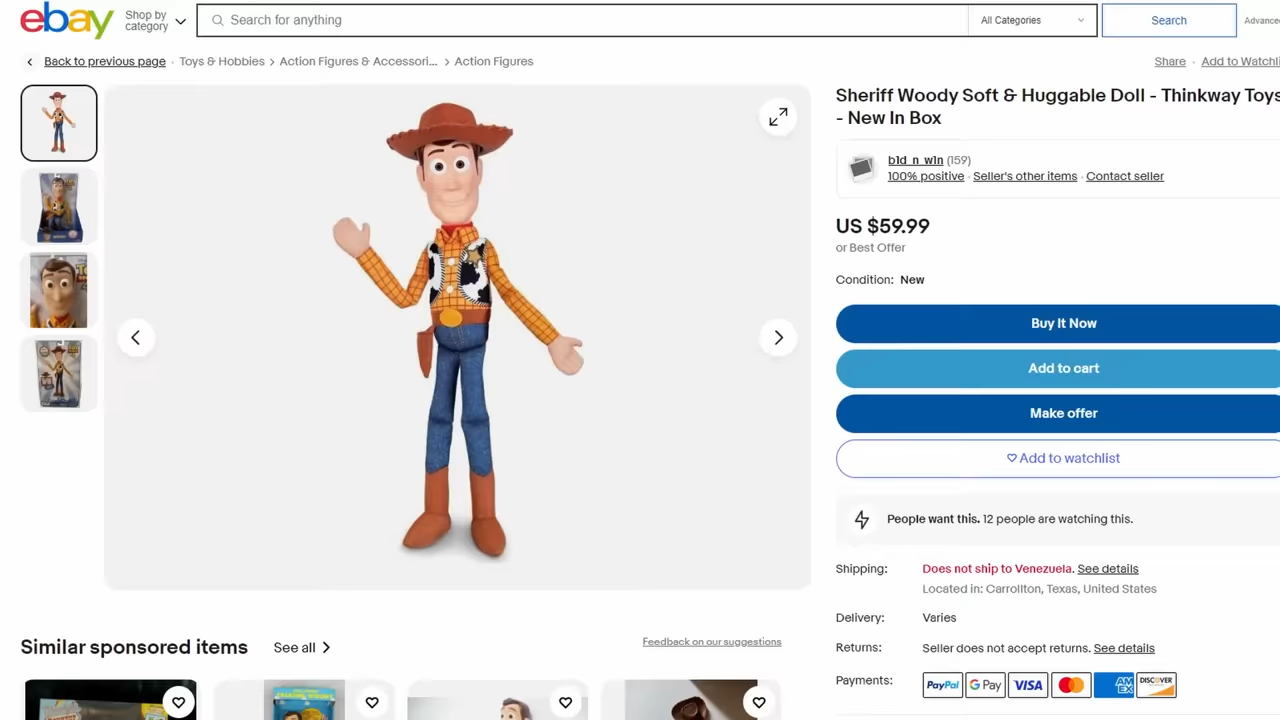 ebay
Shop by
category
Search for anything
All Categories
Search
Advance
Back to previous page · Toys & Hobbies > Action Figures & Accessori... > Action Figures
Share · Add to Watchli
Sheriff Woody Soft & Huggable Doll - Thinkway Toys
- New In Box
b1d_n_w1n (159)
100% positive · Seller's other items · Contact seller
US $59.99
or Best Offer
Condition: New
Buy It Now
Add to cart
Make offer
Add to watchlist
People want this. 12 people are watching this.
Shipping: Does not ship to Venezuela. See details
Located in: Carrollton, Texas, United States
Delivery: Varies
Returns: Seller does not accept returns. See details
Payments: PayPal G Pay VISA AMEX DISCOVER
Similar sponsored items See all >
Feedback on our suggestions